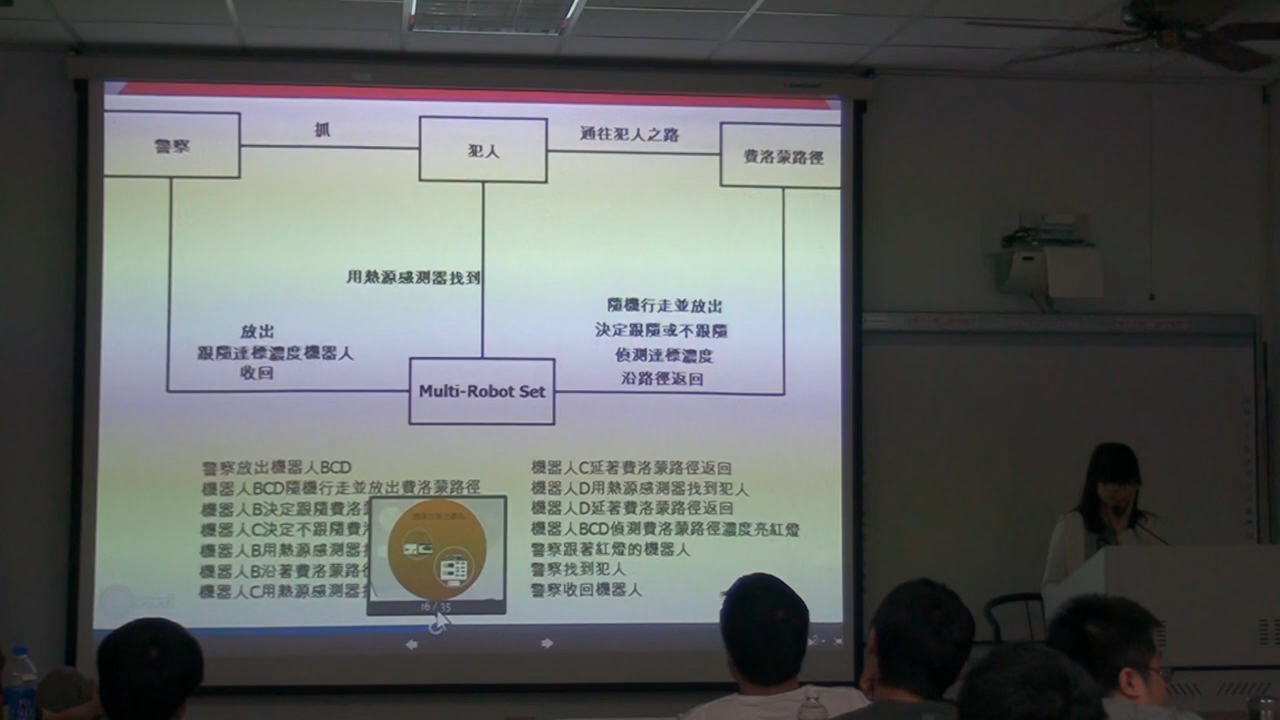 警察
抓
犯人
通往犯人之路
費洛蒙路徑
用熱源感測器找到
放出
跟隨達標濃度機器人
收回
隨機行走並放出
決定跟隨或不跟隨
偵測達標濃度
沿路徑返回
Multi-Robot Set
警察放出機器人BCD
機器人BCD隨機行走並放出費洛蒙路徑
機器人B決定跟隨費洛
機器人C決定不跟隨費
機器人B用熱源感測器
機器人B沿著費洛蒙路徑
機器人C用熱源感測器
機器人C延著費洛蒙路徑返回
機器人D用熱源感測器找到犯人
機器人D延著費洛蒙路徑返回
機器人BCD偵測費洛蒙路徑濃度亮紅燈
警察跟著紅燈的機器人
警察找到犯人
警察收回機器人
16 / 35